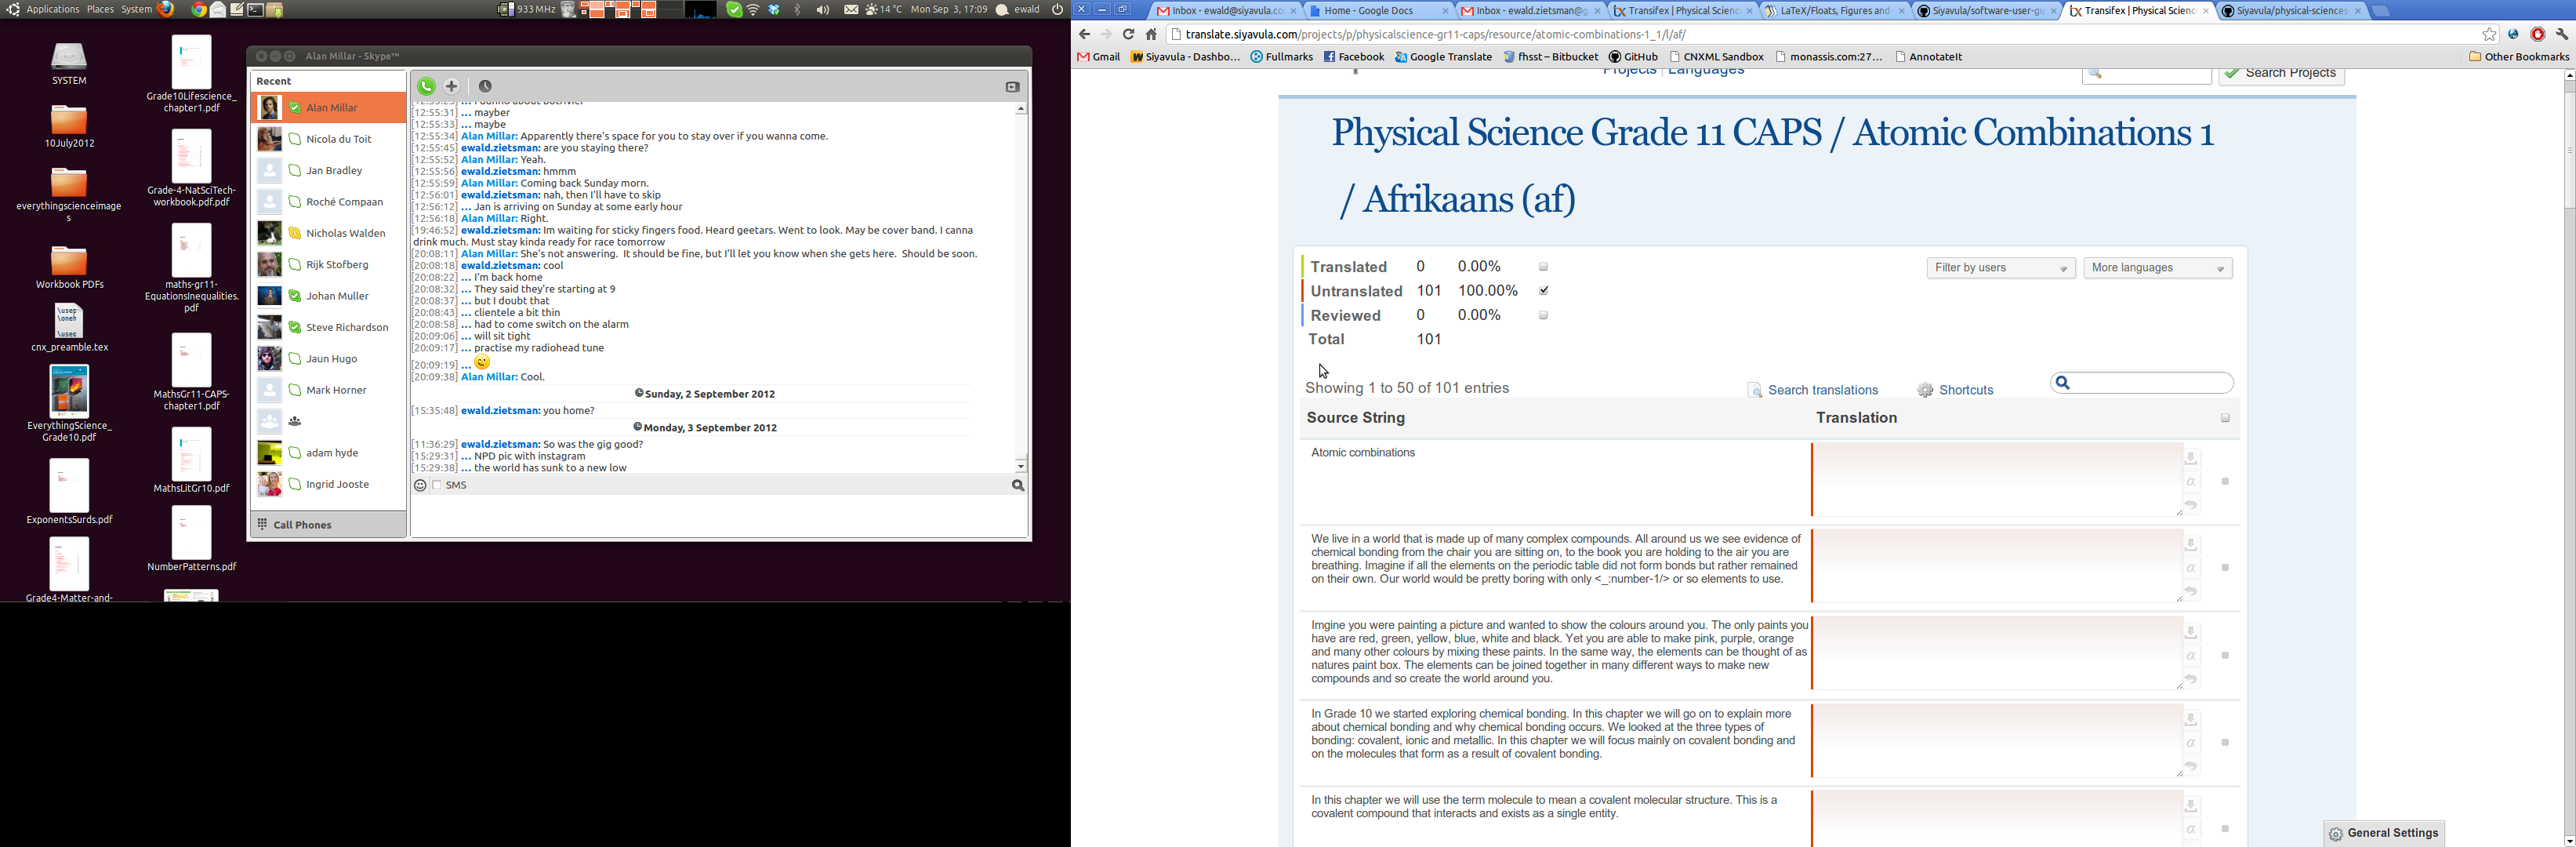 Applications Places System
933 MHz
14 °C
Mon Sep 3, 17:09
ewald
SYSTEM
10July2012
everythingscienceimage
s
Workbook PDFs
\usep
\oneh
\uses
cnx_preamble.tex
EverythingScience_
Grade10.pdf
ExponentsSurds.pdf
Grade4-Matter-and-
Grade10Lifescience_
chapter1.pdf
Grade-4-NatSciTech-
workbook.pdf.pdf
maths-gr11-
EquationsInequalities.
pdf
MathsGr11-CAPS-
chapter1.pdf
MathsLitGr10.pdf
NumberPatterns.pdf
Alan Millar - Skype™
Recent
Alan Millar
Nicola du Toit
Jan Bradley
Roché Compaan
Nicholas Walden
Rijk Stofberg
Johan Muller
Steve Richardson
Jaun Hugo
Mark Horner
adam hyde
Ingrid Jooste
Call Phones
[12:55:31] ... mayber
[12:55:33] ... maybe
[12:55:34] Alan Millar: Apparently there's space for you to stay over if you wanna come.
[12:55:45] ewald.zietsman: are you staying there?
[12:55:52] Alan Millar: Yeah.
[12:55:56] ewald.zietsman: hmmm
[12:55:59] Alan Millar: Coming back Sunday morn.
[12:56:01] ewald.zietsman: nah, then I'll have to skip
[12:56:12] ... Jan is arriving on Sunday at some early hour
[12:56:18] Alan Millar: Right.
[19:46:52] ewald.zietsman: Im waiting for sticky fingers food. Heard geetars. Went to look. May be cover band. I canna
drink much. Must stay kinda ready for race tomorrow
[20:08:11] Alan Millar: She's not answering. It should be fine, but I'll let you know when she gets here. Should be soon.
[20:08:18] ewald.zietsman: cool
[20:08:22] ... I'm back home
[20:08:32] ... They said they're starting at 9
[20:08:37] ... but I doubt that
[20:08:43] ... clientele a bit thin
[20:08:58] ... had to come switch on the alarm
[20:09:06] ... will sit tight
[20:09:17] ... practise my radiohead tune
[20:09:19] ...
[20:09:38] Alan Millar: Cool.
Sunday, 2 September 2012
[15:35:48] ewald.zietsman: you home?
Monday, 3 September 2012
[11:36:29] ewald.zietsman: So was the gig good?
[15:29:31] ... NPD pic with instagram
[15:29:38] ... the world has sunk to a new low
SMS
Inbox - ewald@siyavula.co
Home - Google Docs
Inbox - ewald.zietsman@g
Transifex | Physical Science
LaTeX/Floats, Figures and
Siyavula/software-user-gu
Transifex | Physical Science
Siyavula/physical-sciences
translate.siyavula.com/projects/p/physicalscience-gr11-caps/resource/atomic-combinations-1_1/l/af/
Gmail
Siyavula - Dashbo...
Fullmarks
Facebook
Google Translate
fhsst – Bitbucket
GitHub
CNXML Sandbox
monassis.com:27...
AnnotateIt
Other Bookmarks
Projects | Languages
Search Projects
Physical Science Grade 11 CAPS / Atomic Combinations 1
/ Afrikaans (af)
Translated 0 0.00%
Untranslated 101 100.00%
Reviewed 0 0.00%
Total 101
Filter by users
More languages
Showing 1 to 50 of 101 entries
Search translations
Shortcuts
Source String
Translation
Atomic combinations
We live in a world that is made up of many complex compounds. All around us we see evidence of
chemical bonding from the chair you are sitting on, to the book you are holding to the air you are
breathing. Imagine if all the elements on the periodic table did not form bonds but rather remained
on their own. Our world would be pretty boring with only <_:number-1/> or so elements to use.
Imgine you were painting a picture and wanted to show the colours around you. The only paints you
have are red, green, yellow, blue, white and black. Yet you are able to make pink, purple, orange
and many other colours by mixing these paints. In the same way, the elements can be thought of as
natures paint box. The elements can be joined together in many different ways to make new
compounds and so create the world around you.
In Grade 10 we started exploring chemical bonding. In this chapter we will go on to explain more
about chemical bonding and why chemical bonding occurs. We looked at the three types of
bonding: covalent, ionic and metallic. In this chapter we will focus mainly on covalent bonding and
on the molecules that form as a result of covalent bonding.
In this chapter we will use the term molecule to mean a covalent molecular structure. This is a
covalent compound that interacts and exists as a single entity.
General Settings